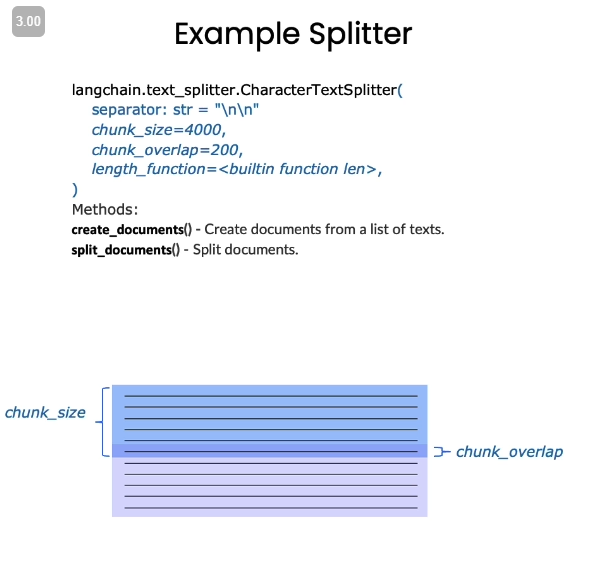 3.00
Example Splitter
langchain.text_splitter.CharacterTextSplitter(
separator: str = "\n\n"
chunk_size=4000,
chunk_overlap=200,
length_function=<builtin function len>,
)
Methods:
create_documents() - Create documents from a list of texts.
split_documents() - Split documents.
chunk_size
chunk_overlap